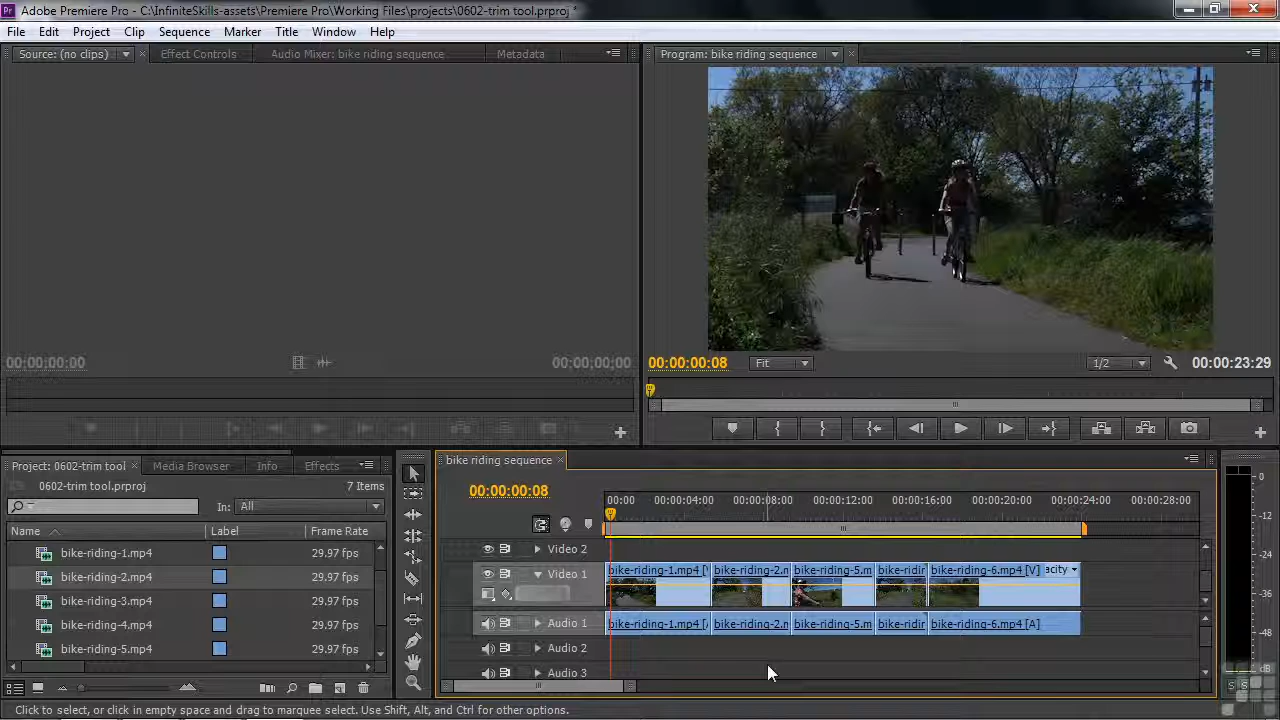 Pr Adobe Premiere Pro - C:\InfiniteSkills-assets\Premiere Pro\Working Files\projects\0602-trim tool.prproj *
File Edit Project Clip Sequence Marker Title Window Help
Source: (no clips) Effect Controls Audio Mixer: bike riding sequence Metadata
Program: bike riding sequence
00;00;00;00 00;00;00;00
00:00:00:08 Fit 1/2 00:00:23:29
Project: 0602-trim tool Media Browser Info Effects
0602-trim tool.prproj 7 Items
In: All
Name Label Frame Rate
bike-riding-1.mp4 29.97 fps
bike-riding-2.mp4 29.97 fps
bike-riding-3.mp4 29.97 fps
bike-riding-4.mp4 29.97 fps
bike-riding-5.mp4 29.97 fps
bike riding sequence
00:00:00:08
00:00 00:00:04:00 00:00:08:00 00:00:12:00 00:00:16:00 00:00:20:00 00:00:24:00 00:00:28:00
Video 2
Video 1 bike-riding-1.mp4 [V bike-riding-2.n bike-riding-5.m bike-ridir bike-riding-6.mp4 [V] acity
Audio 1 bike-riding-1.mp4 [A bike-riding-2.n bike-riding-5.m bike-ridir bike-riding-6.mp4 [A]
Audio 2
Audio 3
0
-6
-12
-18
-24
-30
-36
-42
-48
-54
dB
S S
Click to select, or click in empty space and drag to marquee select. Use Shift, Alt, and Ctrl for other options.